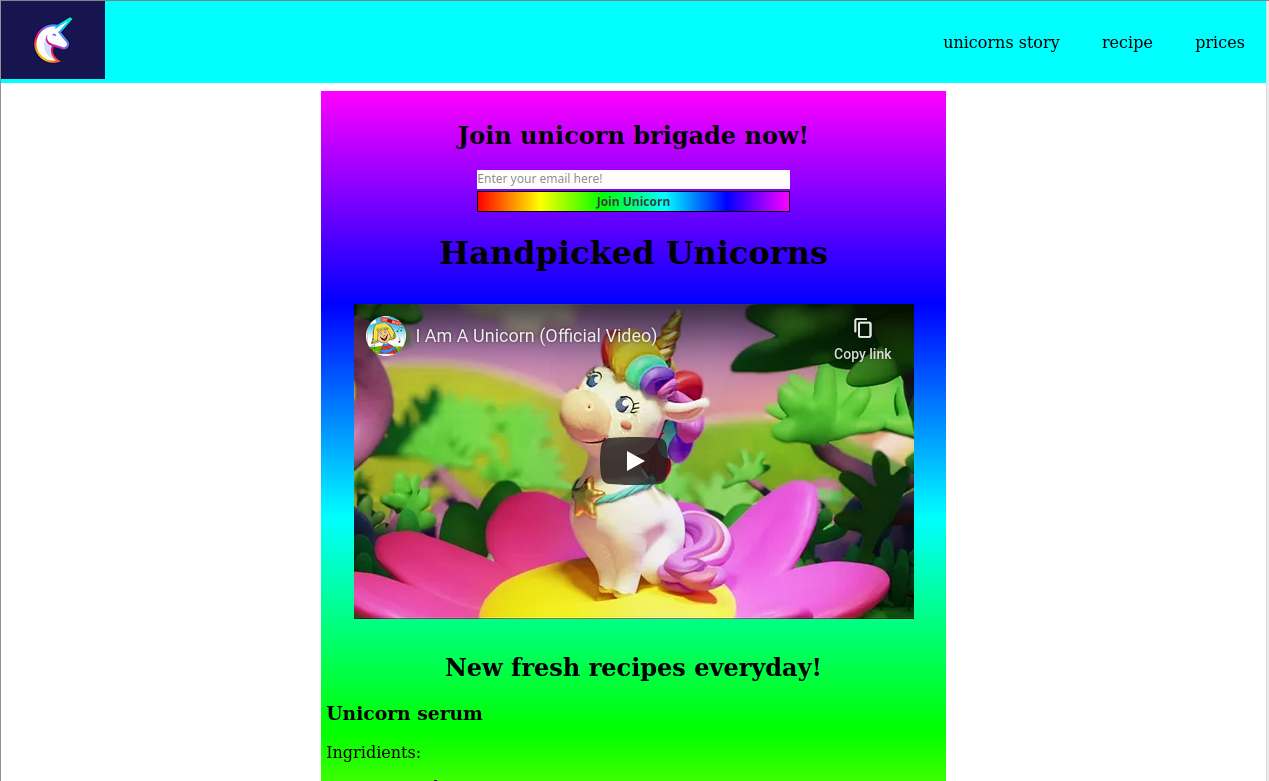 unicorns story recipe prices
Join unicorn brigade now!
Enter your email here!
Join Unicorn
Handpicked Unicorns
I Am A Unicorn (Official Video)
Copy link
New fresh recipes everyday!
Unicorn serum
Ingridients: